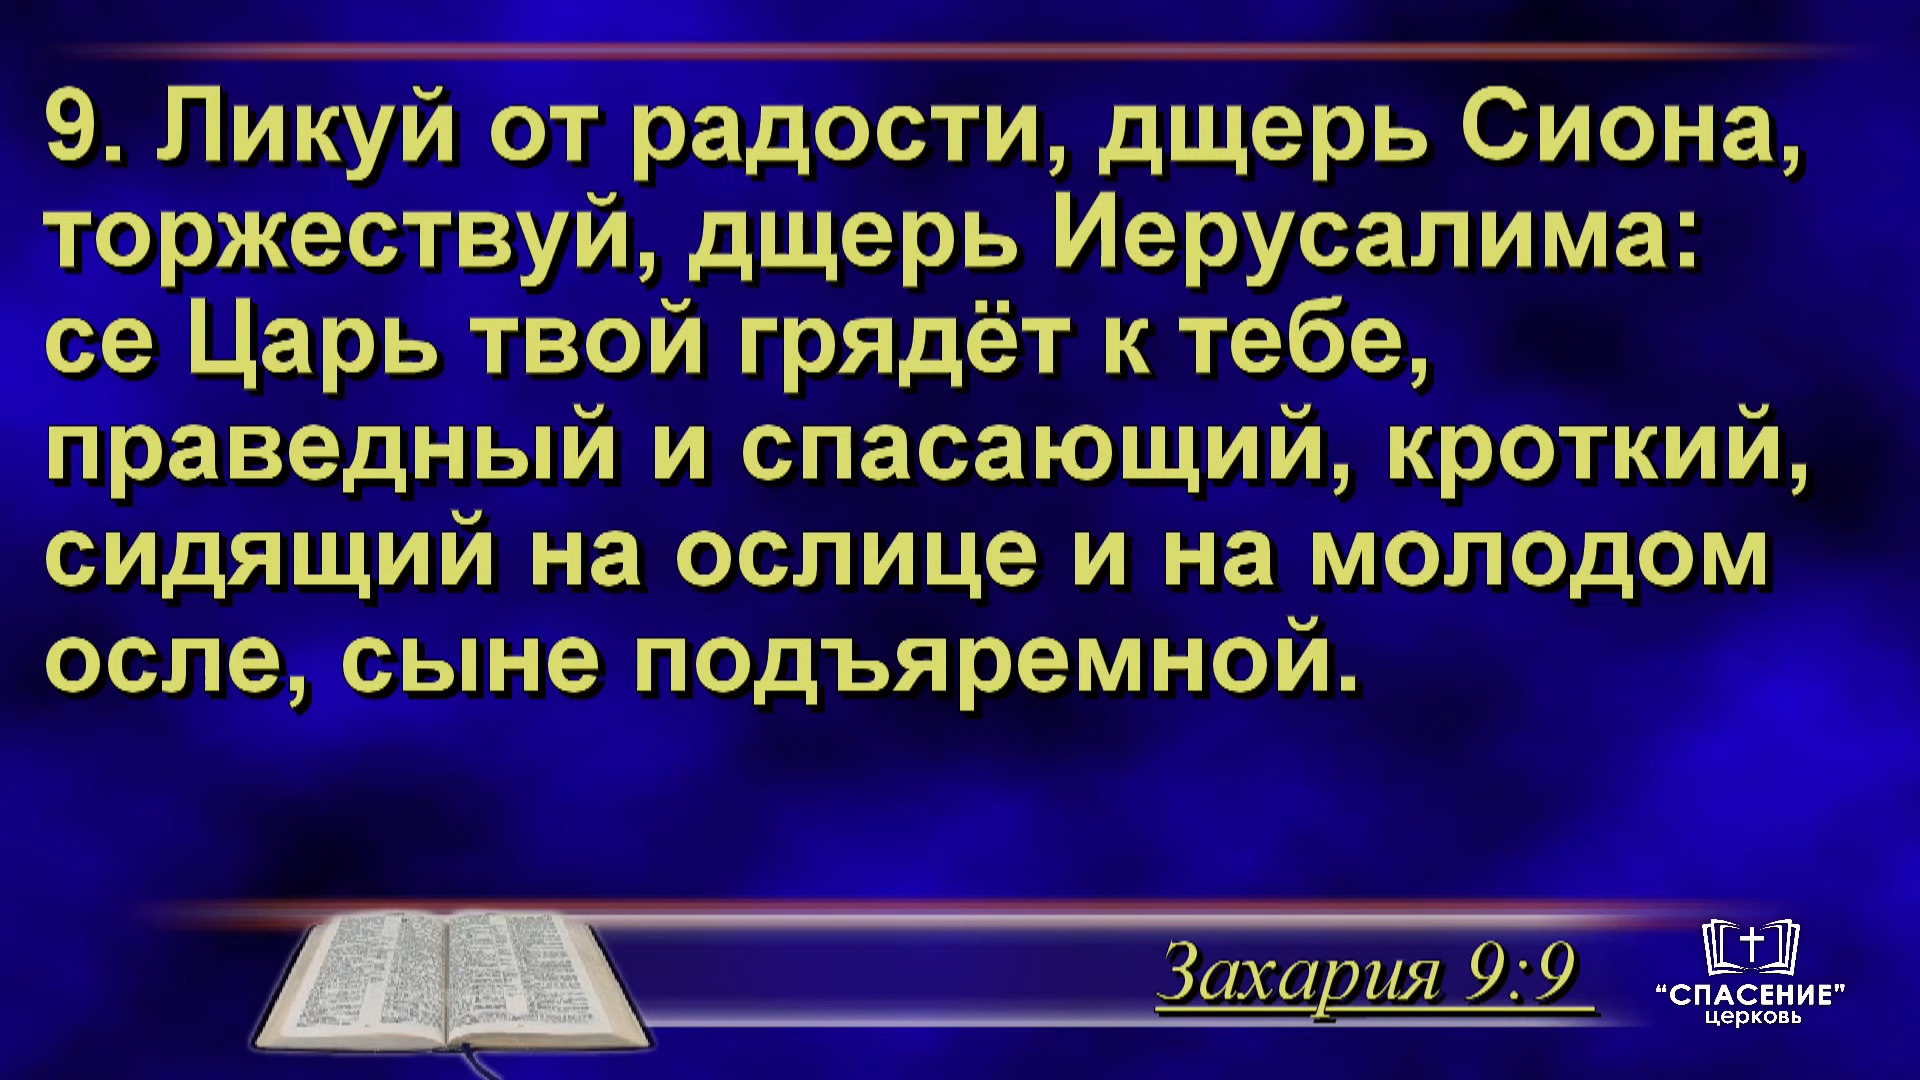 9. Ликуй от радости, дщерь Сиона,
торжествуй, дщерь Иерусалима:
се Царь твой грядёт к тебе,
праведный и спасающий, кроткий,
сидящий на ослице и на молодом
осле, сыне подъяремной.
Захария 9:9
“СПАСЕНИЕ”
церковь